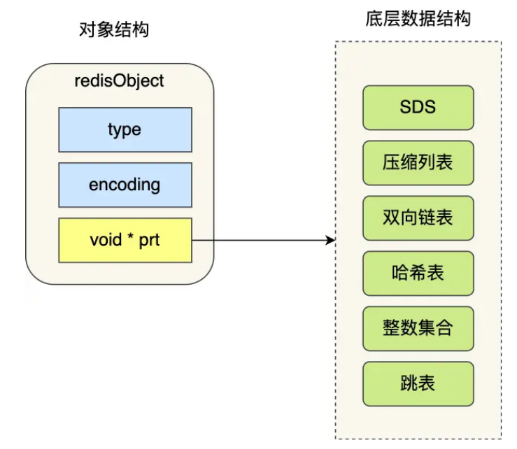 对象结构
redisObject
type
encoding
void * prt
底层数据结构
SDS
压缩列表
双向链表
哈希表
整数集合
跳表